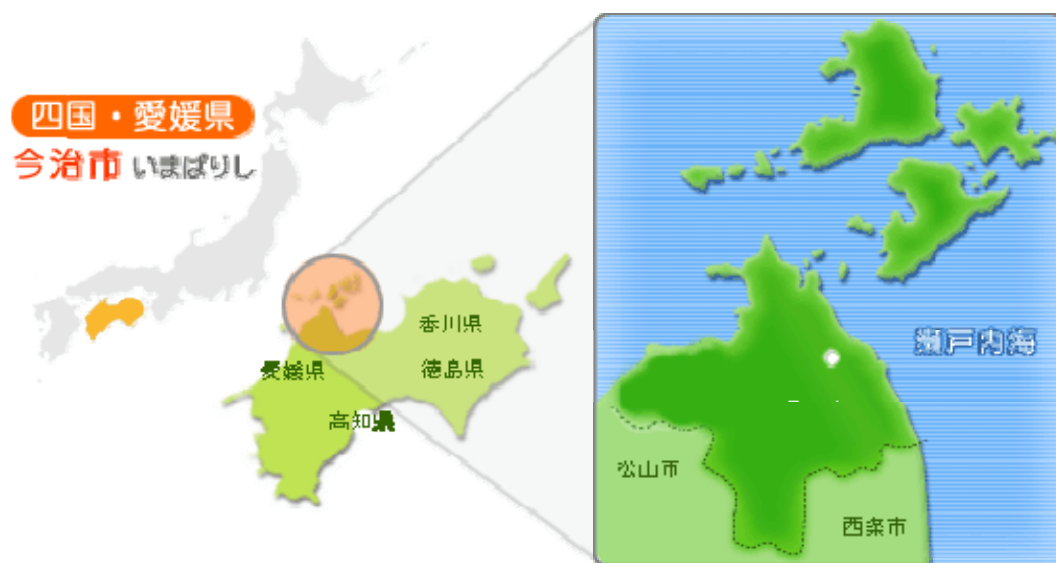 四国・愛媛県
今治市 いまばりし
香川県
愛媛県
徳島県
高知県
瀬戸内海
松山市
西条市